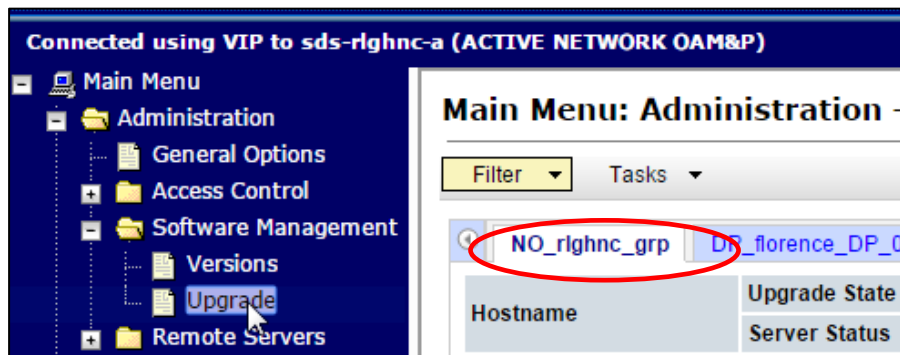 Connected using VIP to sds-rlghnc-a (ACTIVE NETWORK OAM&P)
Main Menu
Administration
General Options
Access Control
Software Management
Versions
Upgrade
Remote Servers
Main Menu: Administration -
Filter
Tasks
NO_rlghnc_grp
DP_florence_DP_0
Hostname
Upgrade State
Server Status